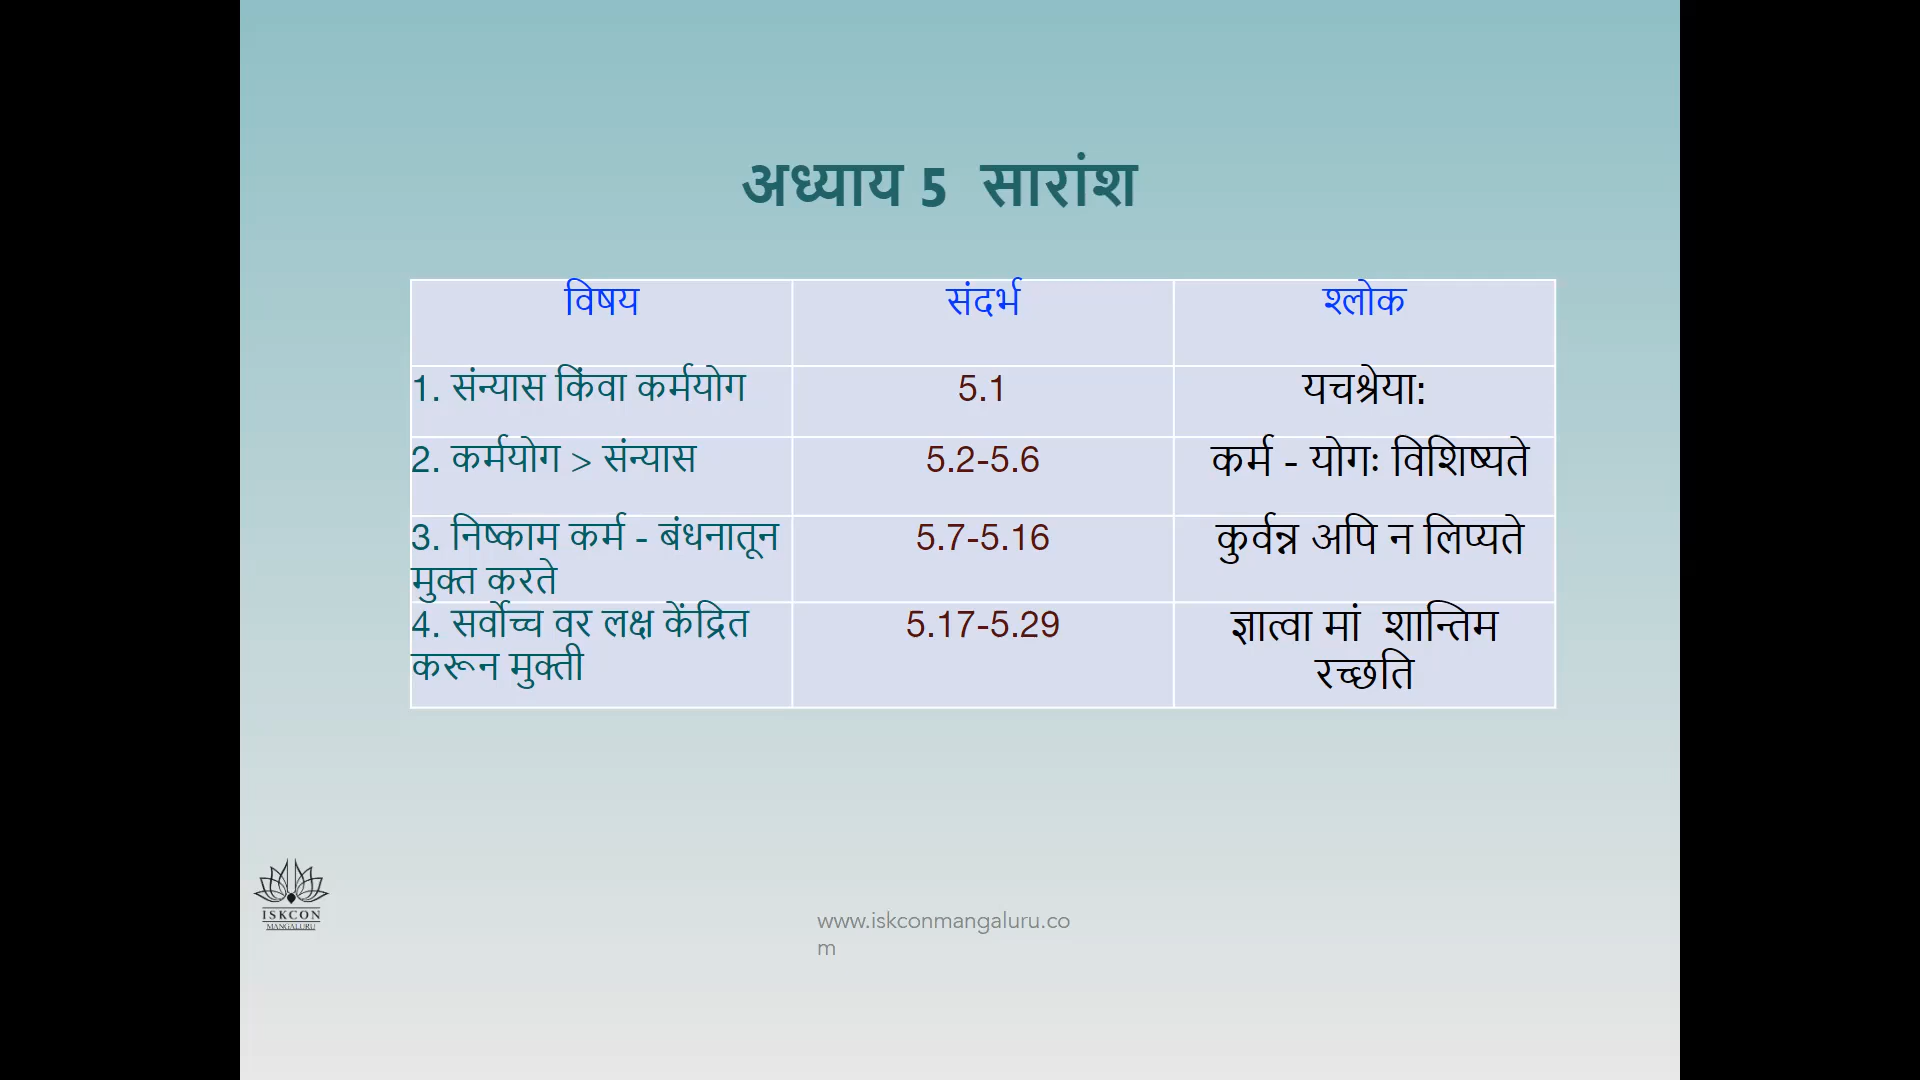 अध्याय 5 सारांश
विषय संदर्भ श्लोक
1. संन्यास किंवा कर्मयोग 5.1 यचश्रेया:
2. कर्मयोग > संन्यास 5.2-5.6 कर्म - योगः विशिष्यते
3. निष्काम कर्म - बंधनातून 5.7-5.16 कुर्वन्न अपि न लिप्यते
मुक्त करते
4. सर्वोच्च वर लक्ष केंद्रित 5.17-5.29 ज्ञात्वा मां शान्तिम
करून मुक्ती रच्छति
ISKCON
MANGALURU
www.iskconmangaluru.co
m